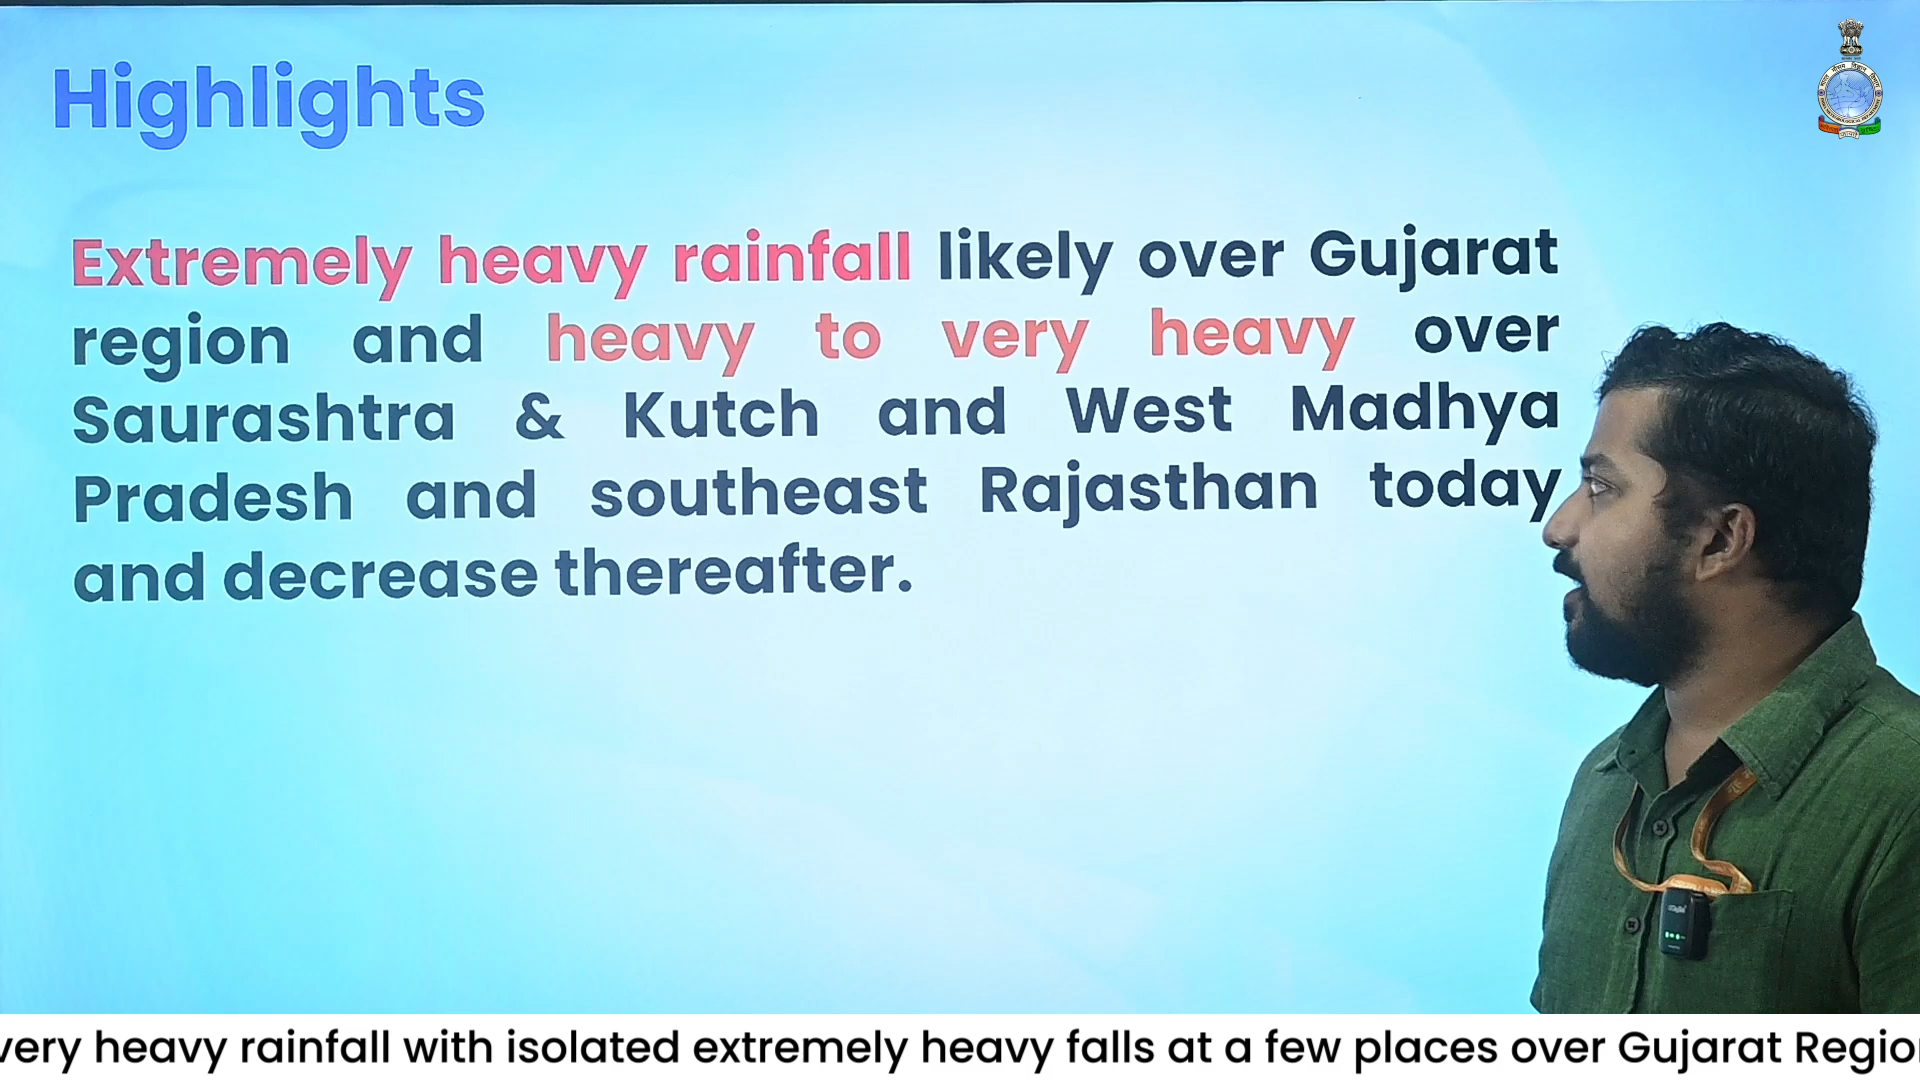 Highlights
Extremely heavy rainfall likely over Gujarat
region and heavy to very heavy over
Saurashtra & Kutch and West Madhya
Pradesh and southeast Rajasthan today
and decrease thereafter.
very heavy rainfall with isolated extremely heavy falls at a few places over Gujarat Region